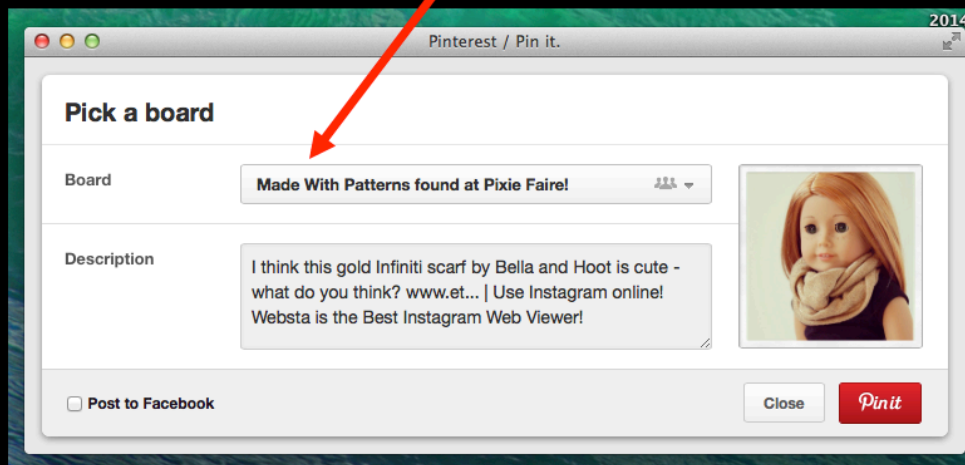 2014
Pinterest / Pin it.
Pick a board
Board
Made With Patterns found at Pixie Faire!
Description
I think this gold Infiniti scarf by Bella and Hoot is cute -
what do you think? www.et... | Use Instagram online!
Websta is the Best Instagram Web Viewer!
Post to Facebook
Close
Pin it